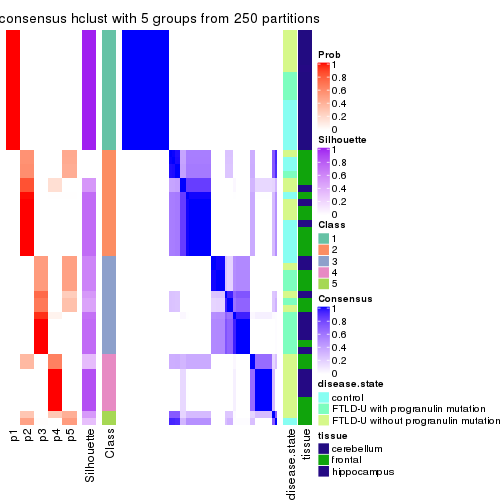 consensus hclust with 5 groups from 250 partitions
Prob
1
0.8
0.6
0.4
0.2
0
Silhouette
1
0.8
0.6
0.4
0.2
0
Class
1
2
3
4
5
Consensus
1
0.8
0.6
0.4
0.2
0
disease.state
control
FTLD-U with progranulin mutation
FTLD-U without progranulin mutation
tissue
cerebellum
frontal
hippocampus
p1
p2
p3
p4
p5
Silhouette
Class
disease.state
tissue